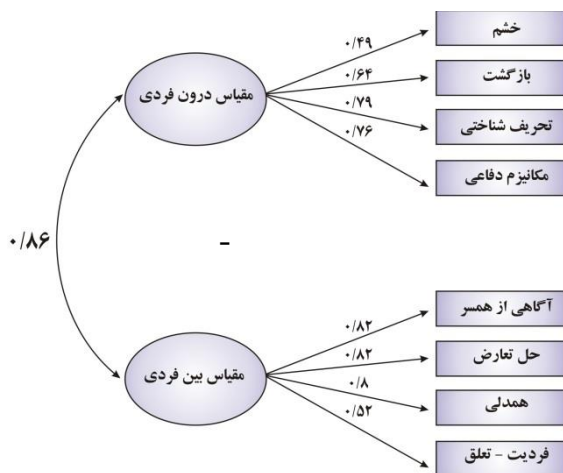 خشم
۰/۴۹
بازگشت
۰/۶۴
مقیاس درون فردی
تحریف شناختی
۰/۷۹
مکانیزم دفاعی
۰/۷۶
۰/۸۶
-
آگاهی از همسر
۰/۸۲
حل تعارض
۰/۸۲
مقیاس بین فردی
همدلی
۰/۸
فردیت - تعلق
۰/۵۲